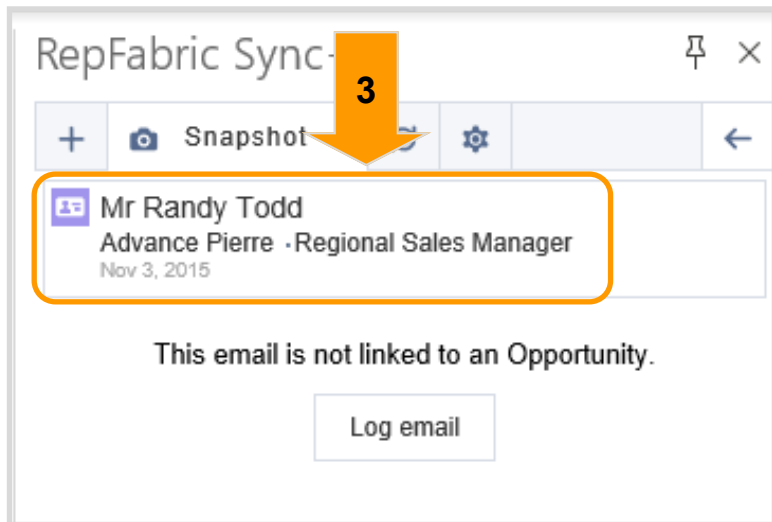 RepFabric Sync-
3
Snapshot
Mr Randy Todd
Advance Pierre ·Regional Sales Manager
Nov 3, 2015
This email is not linked to an Opportunity.
Log email